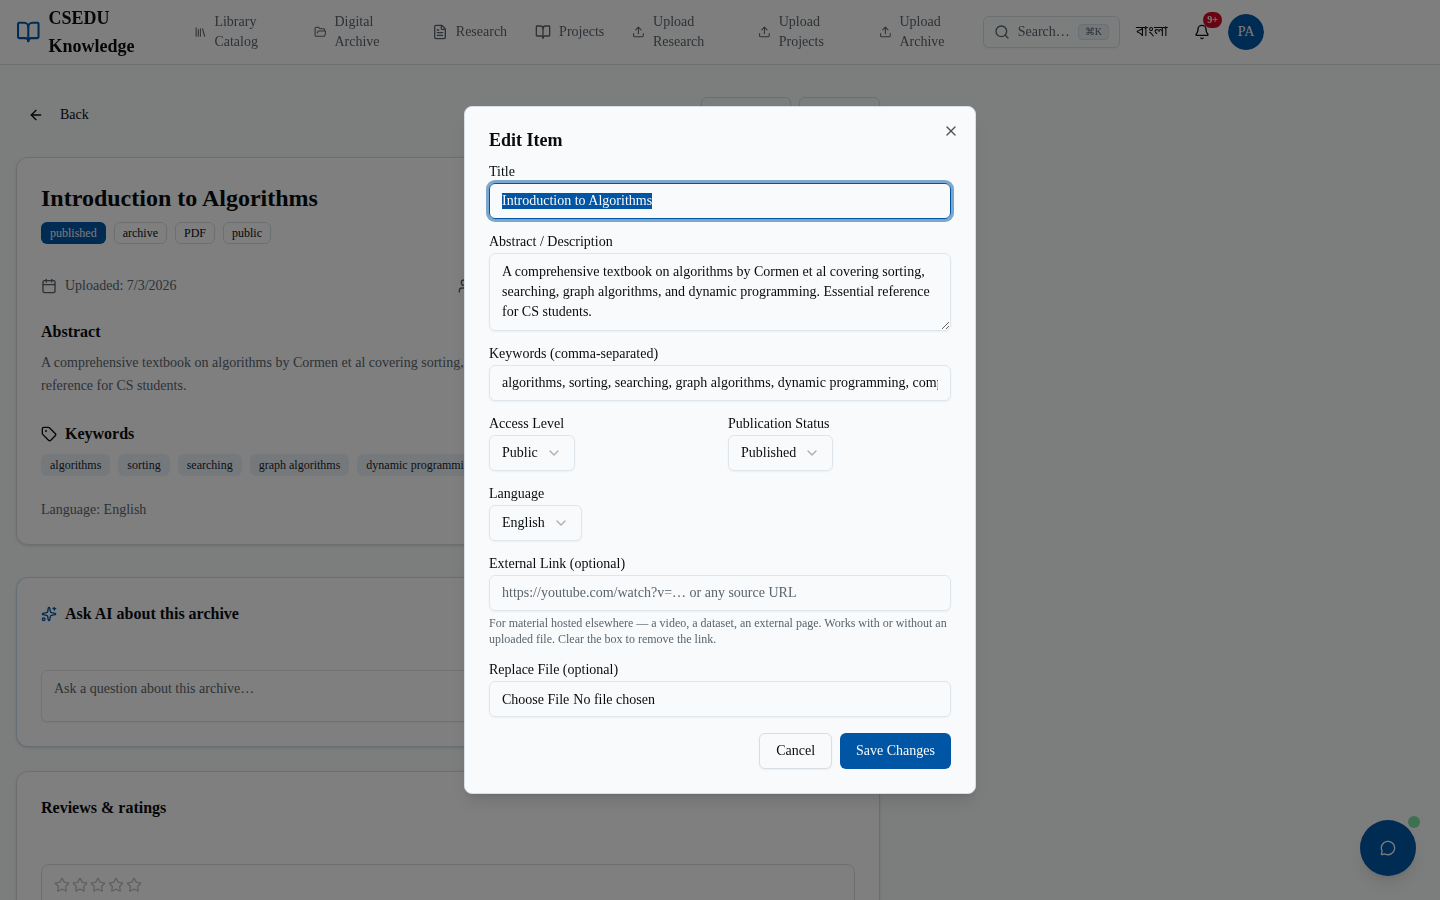 CSEDU Knowledge
Library Catalog
Digital Archive
Research
Projects
Upload Research
Upload Projects
Upload Archive
Search…
⌘K
বাংলা
9+
PA
Back
Introduction to Algorithms
published
archive
PDF
public
Uploaded: 7/3/2026
Abstract
A comprehensive textbook on algorithms by Cormen et al covering sorting,
reference for CS students.
Keywords
algorithms
sorting
searching
graph algorithms
dynamic programmi
Language: English
Ask AI about this archive
Ask a question about this archive…
Reviews & ratings
Edit Item
Title
Introduction to Algorithms
Abstract / Description
A comprehensive textbook on algorithms by Cormen et al covering sorting,
searching, graph algorithms, and dynamic programming. Essential reference
for CS students.
Keywords (comma-separated)
algorithms, sorting, searching, graph algorithms, dynamic programming, com
Access Level
Publication Status
Public
Published
Language
English
External Link (optional)
https://youtube.com/watch?v=… or any source URL
For material hosted elsewhere — a video, a dataset, an external page. Works with or without an
uploaded file. Clear the box to remove the link.
Replace File (optional)
Choose File No file chosen
Cancel
Save Changes